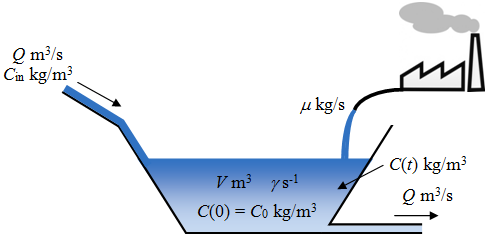 Q m³/s
Cin kg/m³
μ kg/s
C(t) kg/m³
V m³ γ s⁻¹
Q m³/s
C(0) = C₀ kg/m³